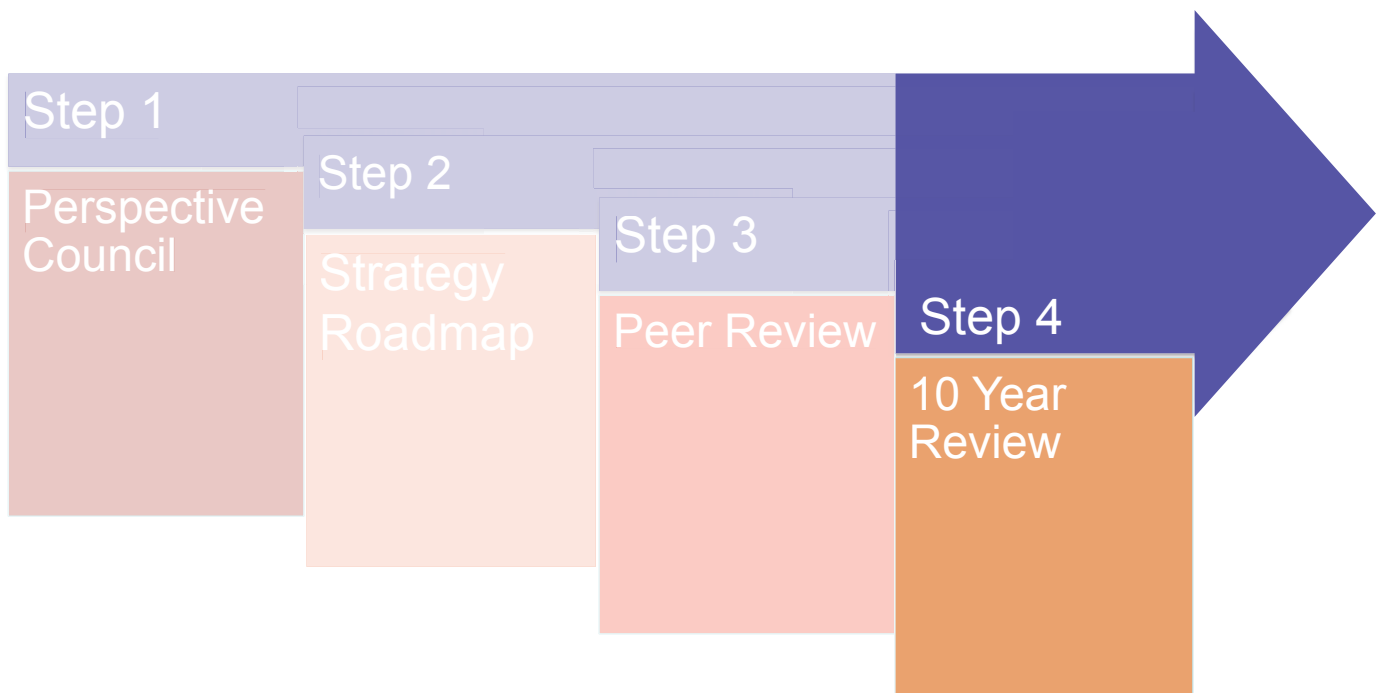 Step 1
Perspective
Council
Step 2
Strategy
Roadmap
Step 3
Peer Review
Step 4
10 Year
Review